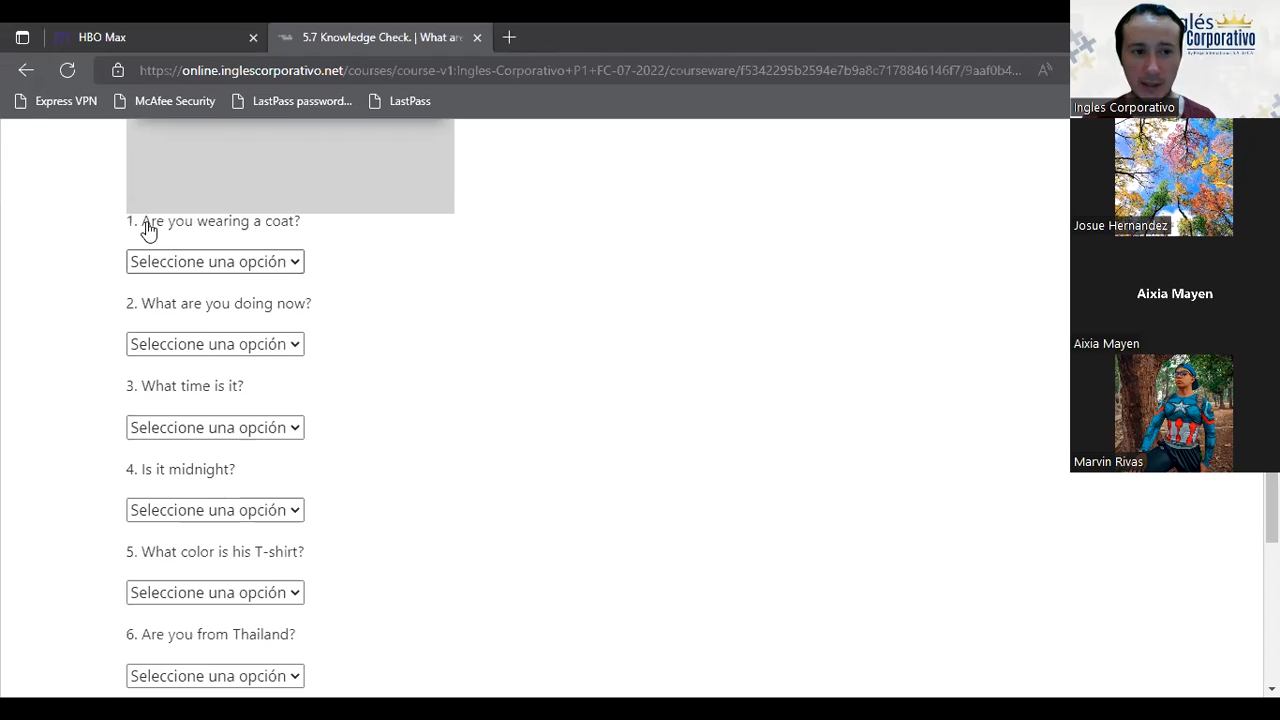 HBO Max
5.7 Knowledge Check. | What are
https://online.inglescorporativo.net/courses/course-v1:Ingles-Corporativo+P1+FC-07-2022/courseware/f5342295b2594e7b9a8c7178846146f7/9aaf0b4...
Express VPN
McAfee Security
LastPass password...
LastPass
1. Are you wearing a coat?
Seleccione una opción
2. What are you doing now?
Seleccione una opción
3. What time is it?
Seleccione una opción
4. Is it midnight?
Seleccione una opción
5. What color is his T-shirt?
Seleccione una opción
6. Are you from Thailand?
Seleccione una opción
glés
Corporativo
Ingles Corporativo
Josue Hernandez
Aixia Mayen
Aixia Mayen
Marvin Rivas